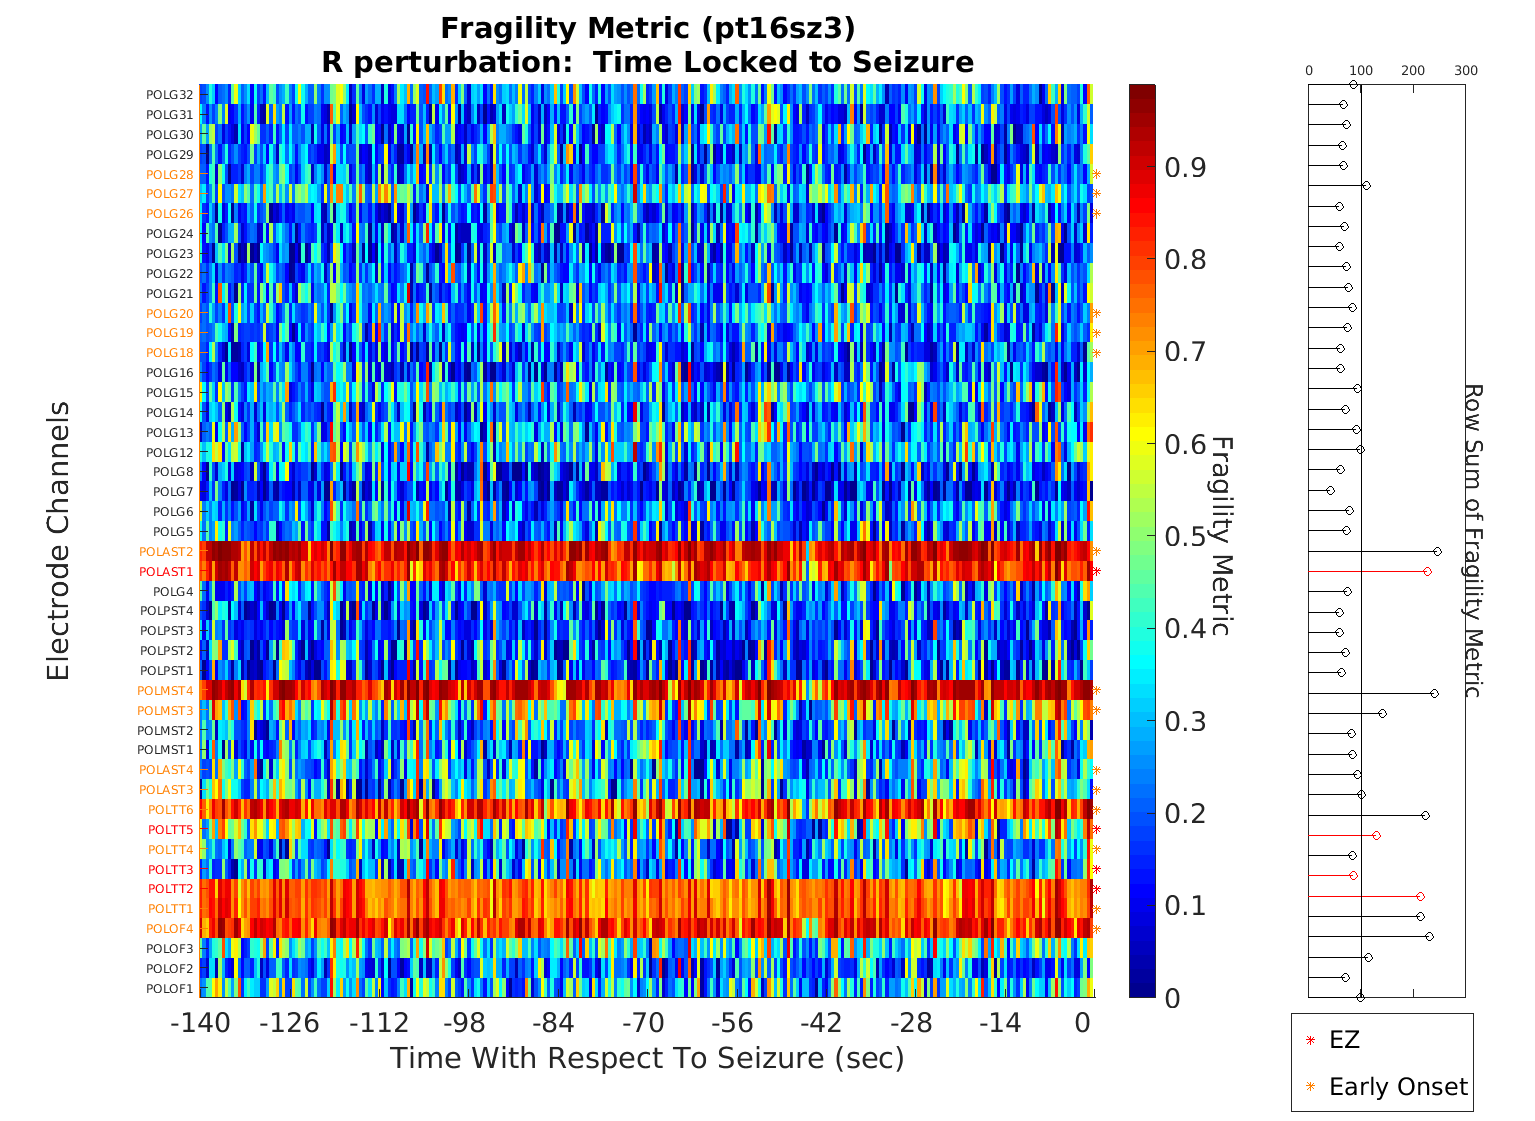 Fragility Metric (pt16sz3)
R perturbation: Time Locked to Seizure
Electrode Channels
POLG32
POLG31
POLG30
POLG29
POLG28
POLG27
POLG26
POLG24
POLG23
POLG22
POLG21
POLG20
POLG19
POLG18
POLG16
POLG15
POLG14
POLG13
POLG12
POLG8
POLG7
POLG6
POLG5
POLAST2
POLAST1
POLG4
POLPST4
POLPST3
POLPST2
POLPST1
POLMST4
POLMST3
POLMST2
POLMST1
POLAST4
POLAST3
POLTT6
POLTT5
POLTT4
POLTT3
POLTT2
POLTT1
POLOF4
POLOF3
POLOF2
POLOF1
-140 -126 -112 -98 -84 -70 -56 -42 -28 -14 0
Time With Respect To Seizure (sec)
0.9
0.8
0.7
0.6
0.5
0.4
0.3
0.2
0.1
0
Fragility Metric
0 100 200 300
Row Sum of Fragility Metric
EZ
Early Onset